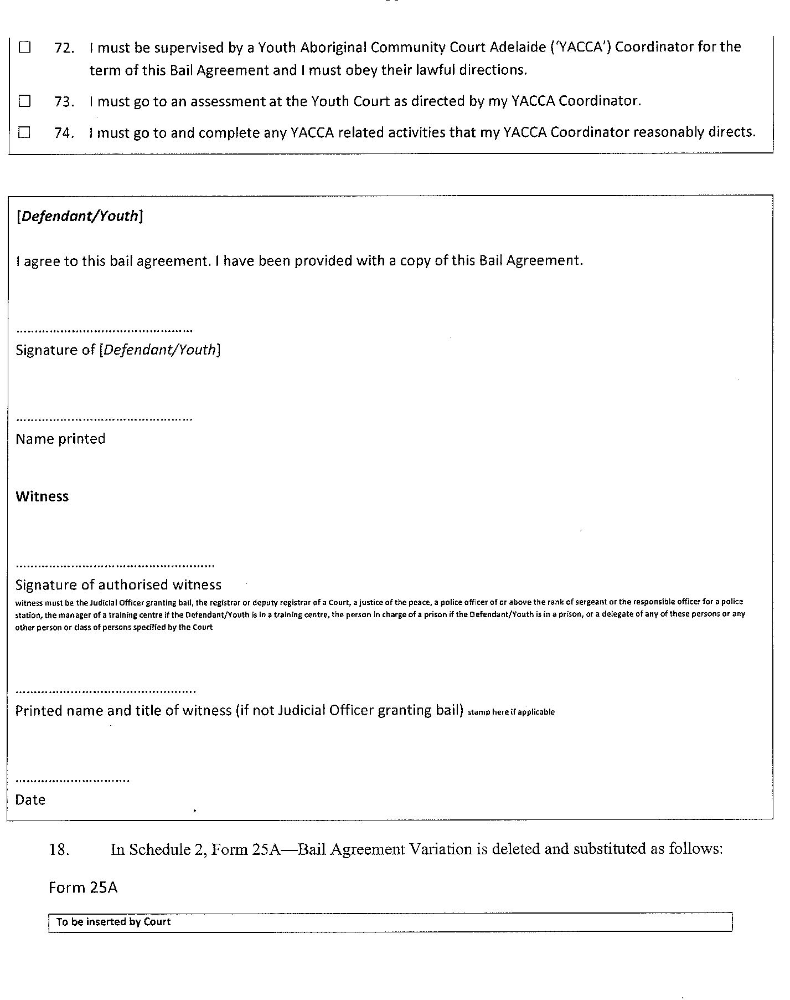 ☐ 72. I must be supervised by a Youth Aboriginal Community Court Adelaide ('YACCA') Coordinator for the
term of this Bail Agreement and I must obey their lawful directions.
☐ 73. I must go to an assessment at the Youth Court as directed by my YACCA Coordinator.
☐ 74. I must go to and complete any YACCA related activities that my YACCA Coordinator reasonably directs.
[Defendant/Youth]
I agree to this bail agreement. I have been provided with a copy of this Bail Agreement.
................................................
Signature of [Defendant/Youth]
................................................
Name printed
Witness
......................................................
Signature of authorised witness
witness must be the Judicial Officer granting bail, the registrar or deputy registrar of a Court, a justice of the peace, a police officer of or above the rank of sergeant or the responsible officer for a police
station, the manager of a training centre if the Defendant/Youth is in a training centre, the person in charge of a prison if the Defendant/Youth is in a prison, or a delegate of any of these persons or any
other person or class of persons specified by the Court
.................................................
Printed name and title of witness (if not Judicial Officer granting bail) stamp here if applicable
...............................
Date
18. In Schedule 2, Form 25A—Bail Agreement Variation is deleted and substituted as follows:
Form 25A
To be inserted by Court